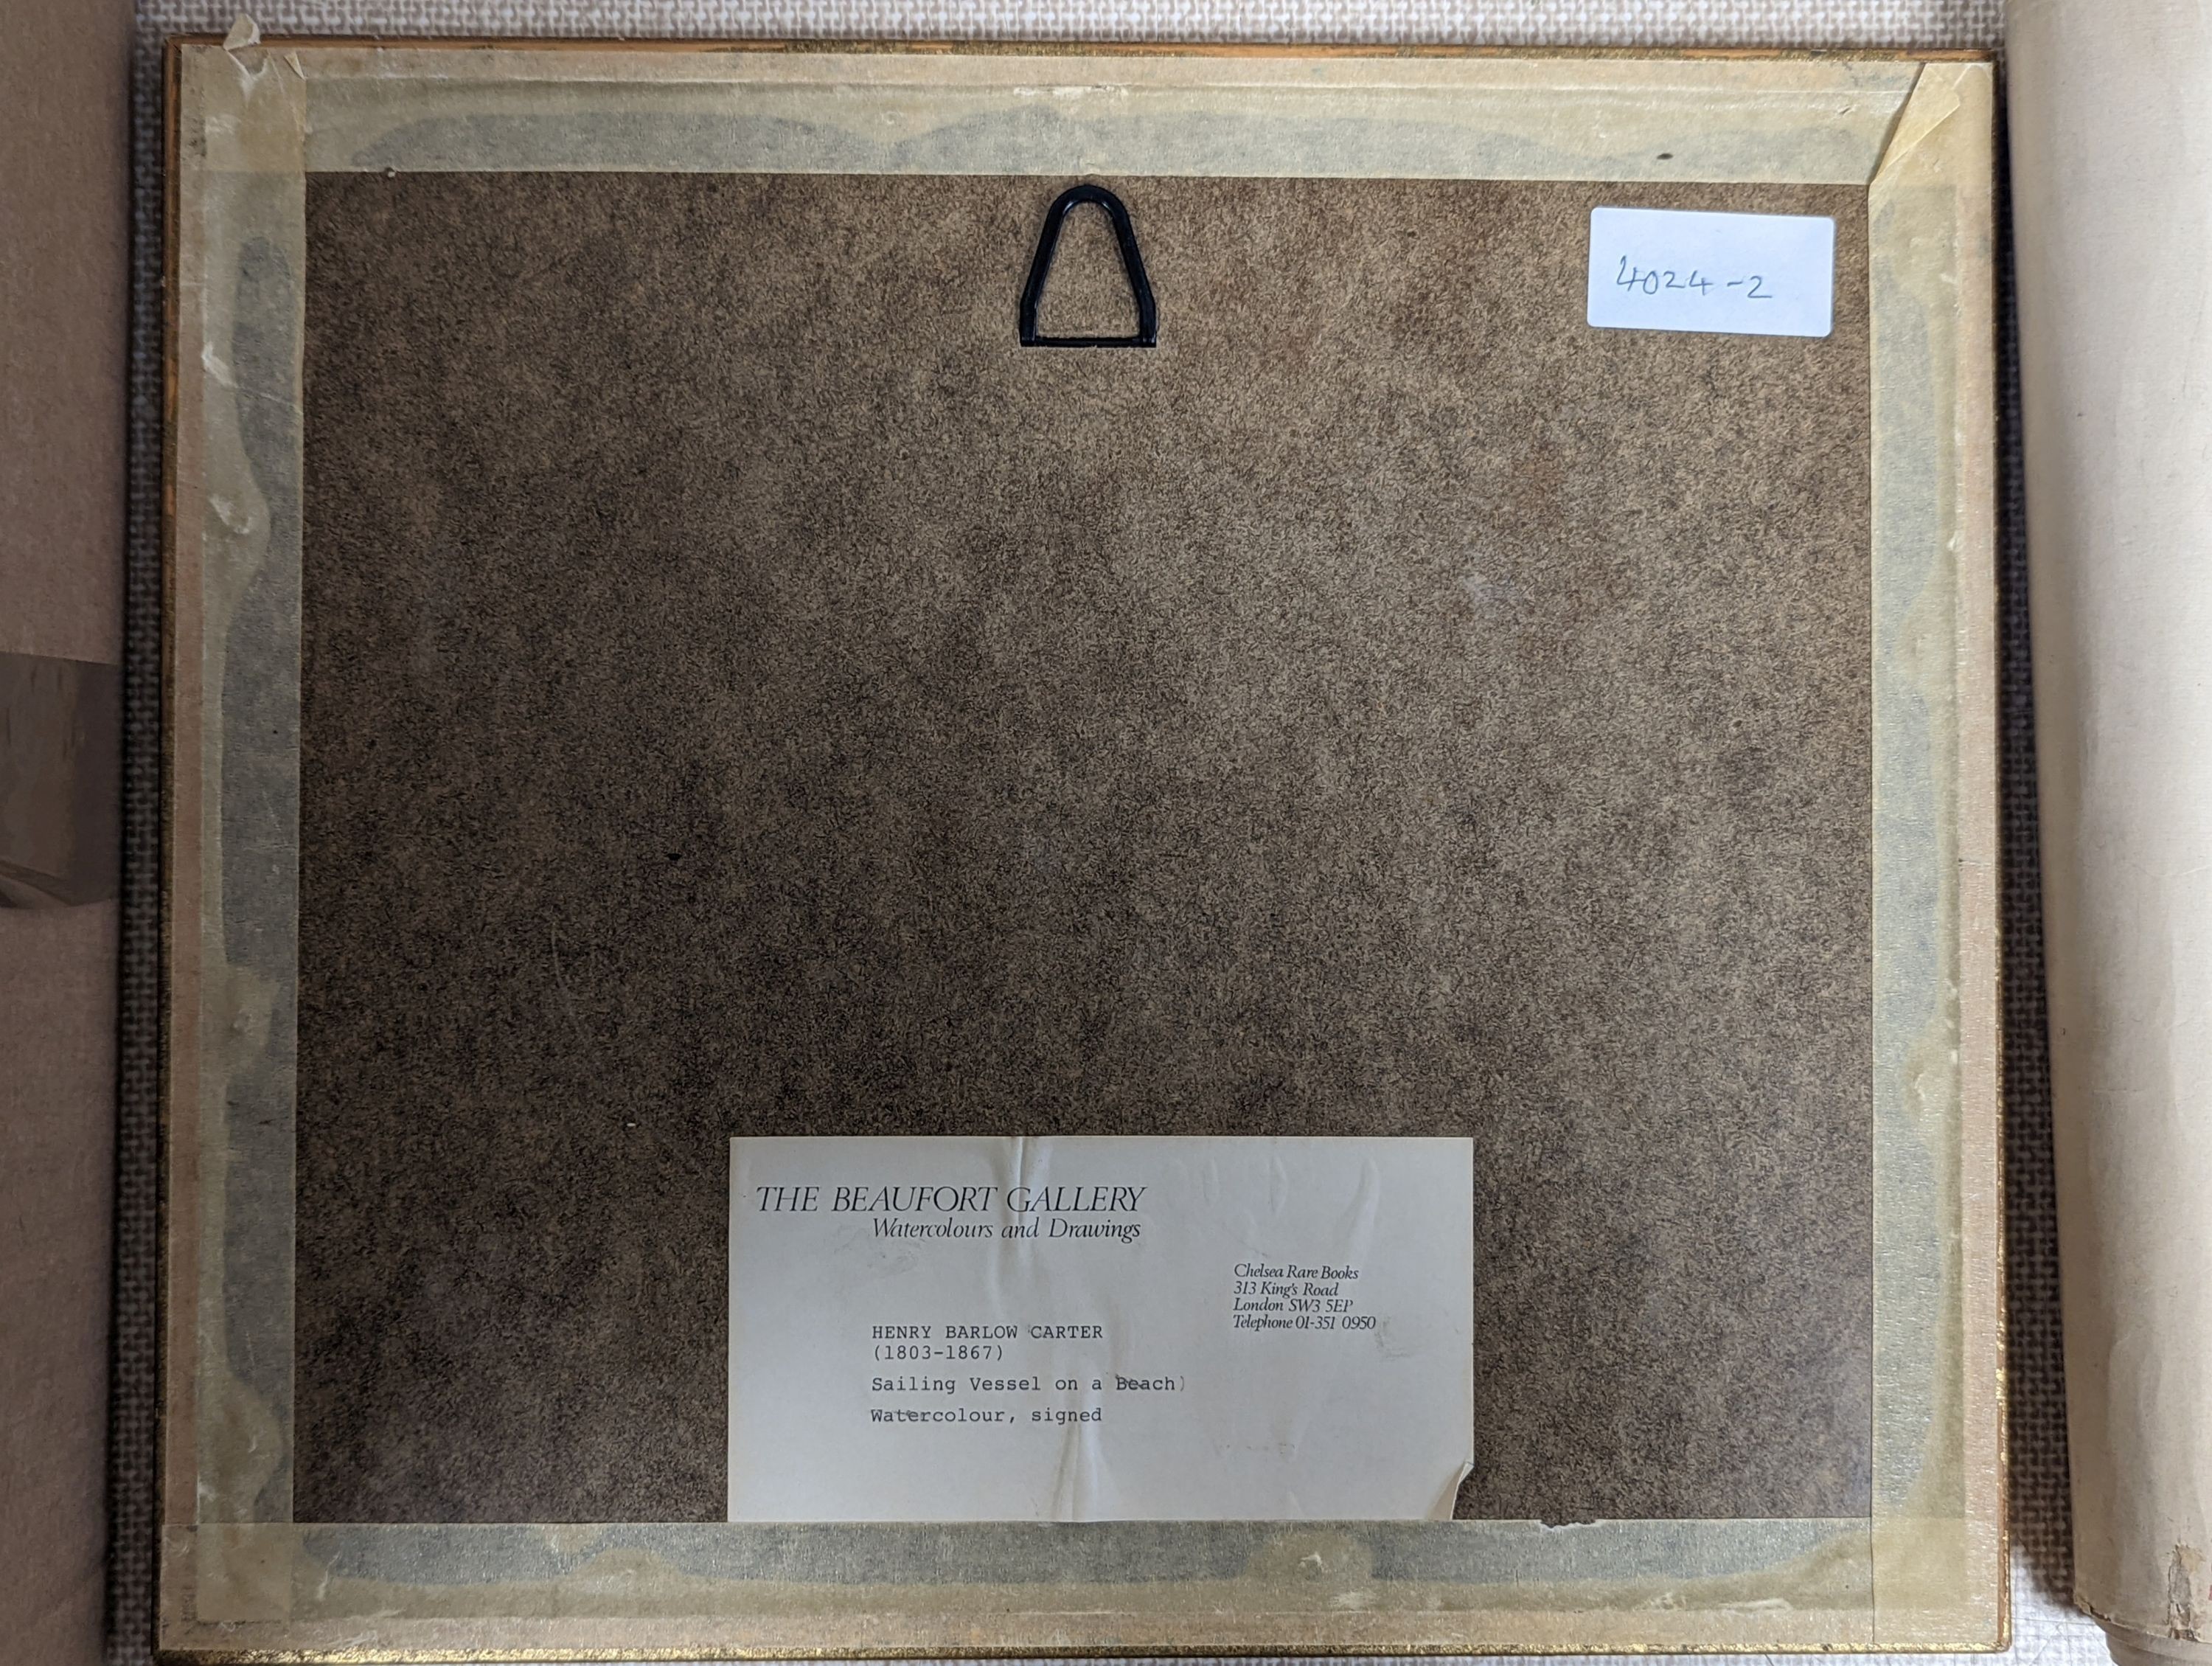 4024-2
THE BEAUFORT GALLERY
Watercolours and Drawings
Chelsea Rare Books
313 King's Road
London SW3 5EP
Telephone 01-351 0950
HENRY BARLOW CARTER
(1803-1867)
Sailing Vessel on a Beach)
Watercolour, signed